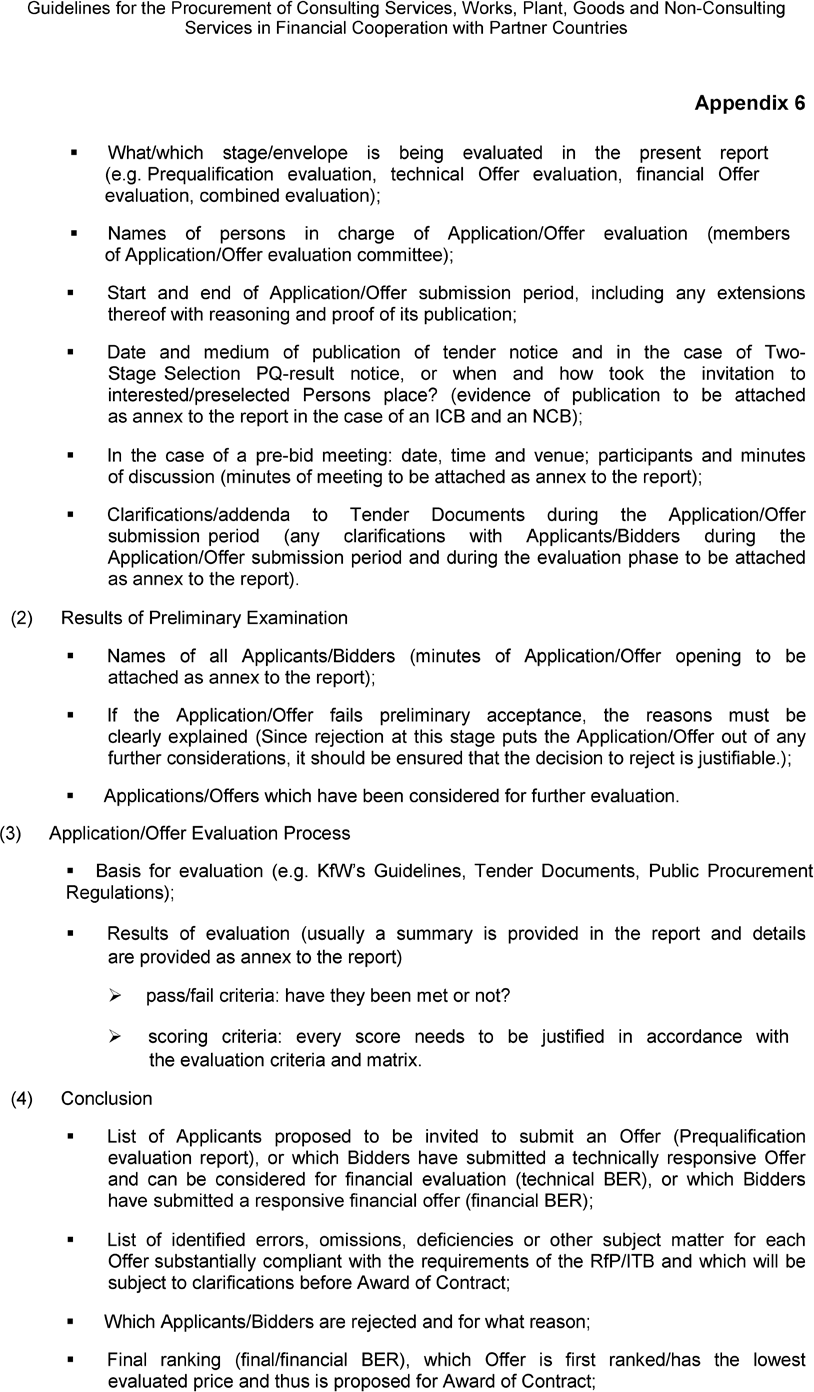 Guidelines for the Procurement of Consulting Services, Works, Plant, Goods and Non-Consulting
Services in Financial Cooperation with Partner Countries
Appendix 6
▪ What/which stage/envelope is being evaluated in the present report
(e.g. Prequalification evaluation, technical Offer evaluation, financial Offer
evaluation, combined evaluation);
▪ Names of persons in charge of Application/Offer evaluation (members
of Application/Offer evaluation committee);
▪ Start and end of Application/Offer submission period, including any extensions
thereof with reasoning and proof of its publication;
▪ Date and medium of publication of tender notice and in the case of Two-
Stage Selection PQ-result notice, or when and how took the invitation to
interested/preselected Persons place? (evidence of publication to be attached
as annex to the report in the case of an ICB and an NCB);
▪ In the case of a pre-bid meeting: date, time and venue; participants and minutes
of discussion (minutes of meeting to be attached as annex to the report);
▪ Clarifications/addenda to Tender Documents during the Application/Offer
submission period (any clarifications with Applicants/Bidders during the
Application/Offer submission period and during the evaluation phase to be attached
as annex to the report).
(2) Results of Preliminary Examination
▪ Names of all Applicants/Bidders (minutes of Application/Offer opening to be
attached as annex to the report);
▪ If the Application/Offer fails preliminary acceptance, the reasons must be
clearly explained (Since rejection at this stage puts the Application/Offer out of any
further considerations, it should be ensured that the decision to reject is justifiable.);
▪ Applications/Offers which have been considered for further evaluation.
(3) Application/Offer Evaluation Process
▪ Basis for evaluation (e.g. KfW's Guidelines, Tender Documents, Public Procurement
Regulations);
▪ Results of evaluation (usually a summary is provided in the report and details
are provided as annex to the report)
➢ pass/fail criteria: have they been met or not?
➢ scoring criteria: every score needs to be justified in accordance with
the evaluation criteria and matrix.
(4) Conclusion
▪ List of Applicants proposed to be invited to submit an Offer (Prequalification
evaluation report), or which Bidders have submitted a technically responsive Offer
and can be considered for financial evaluation (technical BER), or which Bidders
have submitted a responsive financial offer (financial BER);
▪ List of identified errors, omissions, deficiencies or other subject matter for each
Offer substantially compliant with the requirements of the RfP/ITB and which will be
subject to clarifications before Award of Contract;
▪ Which Applicants/Bidders are rejected and for what reason;
▪ Final ranking (final/financial BER), which Offer is first ranked/has the lowest
evaluated price and thus is proposed for Award of Contract;